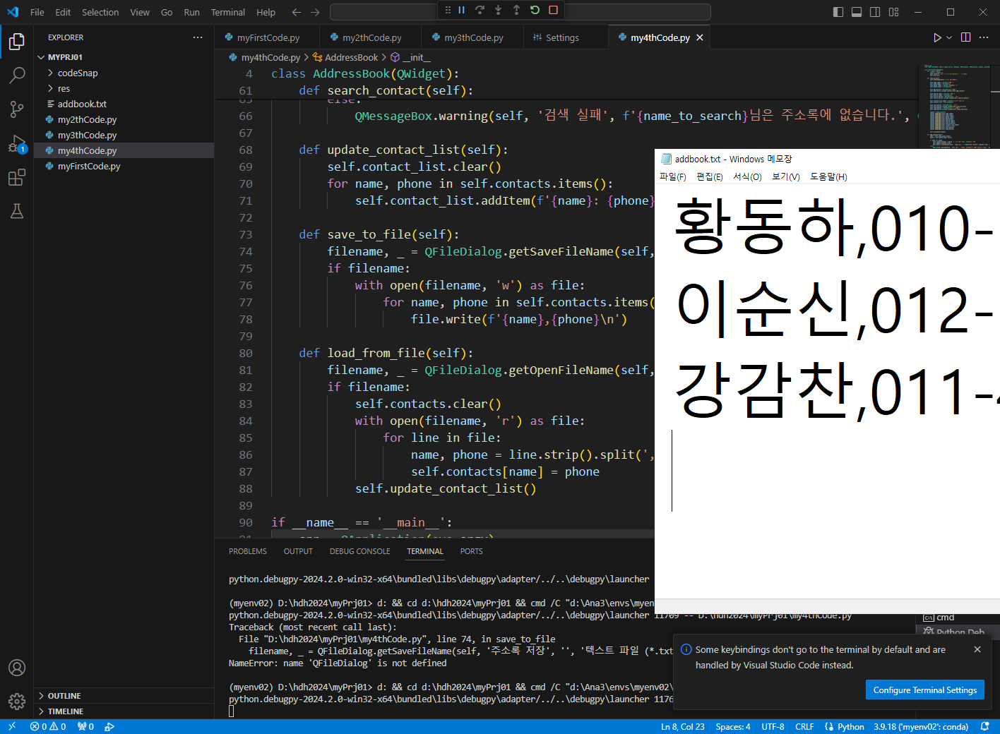 File Edit Selection View Go Run Terminal Help
EXPLORER
MYPRJ01
codeSnap
res
addbook.txt
my2thCode.py
my3thCode.py
my4thCode.py
myFirstCode.py
OUTLINE
TIMELINE
1
myFirstCode.py my2thCode.py my3thCode.py Settings my4thCode.py
my4thCode.py > AddressBook > __init__
4 class AddressBook(QWidget):
61 def search_contact(self):
65 else:
66 QMessageBox.warning(self, '검색 실패', f'{name_to_search}님은 주소록에 없습니다.',
67
68 def update_contact_list(self):
69 self.contact_list.clear()
70 for name, phone in self.contacts.items():
71 self.contact_list.addItem(f'{name}: {phone}
72
73 def save_to_file(self):
74 filename, _ = QFileDialog.getSaveFileName(self,
75 if filename:
76 with open(filename, 'w') as file:
77 for name, phone in self.contacts.items(
78 file.write(f'{name},{phone}\n')
79
80 def load_from_file(self):
81 filename, _ = QFileDialog.getOpenFileName(self,
82 if filename:
83 self.contacts.clear()
84 with open(filename, 'r') as file:
85 for line in file:
86 name, phone = line.strip().split(',
87 self.contacts[name] = phone
88 self.update_contact_list()
89
90 if __name__ == '__main__':
91 app = QApplication(sys.argv)
addbook.txt - Windows 메모장
파일(F) 편집(E) 서식(O) 보기(V) 도움말(H)
황동하,010-
이순신,012-
강감찬,011-4
PROBLEMS OUTPUT DEBUG CONSOLE TERMINAL PORTS
python.debugpy-2024.2.0-win32-x64\bundled\libs\debugpy\adapter/../..\debugpy\launcher
(myenv02) D:\hdh2024\myPrj01> d: && cd d:\hdh2024\myPrj01 && cmd /C "d:\Ana3\envs\myen
python.debugpy-2024.2.0-win32-x64\bundled\libs\debugpy\adapter/../..\debugpy\launcher 11709 -- D:\hdh2024\myPrj01\my4thCode.py
Traceback (most recent call last):
File "D:\hdh2024\myPrj01\my4thCode.py", line 74, in save_to_file
filename, _ = QFileDialog.getSaveFileName(self, '주소록 저장', '', '텍스트 파일 (*.txt
NameError: name 'QFileDialog' is not defined
(myenv02) D:\hdh2024\myPrj01> d: && cd d:\hdh2024\myPrj01 && cmd /C "d:\Ana3\envs\myenv02\
python.debugpy-2024.2.0-win32-x64\bundled\libs\debugpy\adapter/../..\debugpy\launcher 1176
cmd
Python Deb
Some keybindings don't go to the terminal by default and are
handled by Visual Studio Code instead.
Configure Terminal Settings
0 0 0 Ln 8, Col 23 Spaces: 4 UTF-8 CRLF Python 3.9.18 ('myenv02': conda)